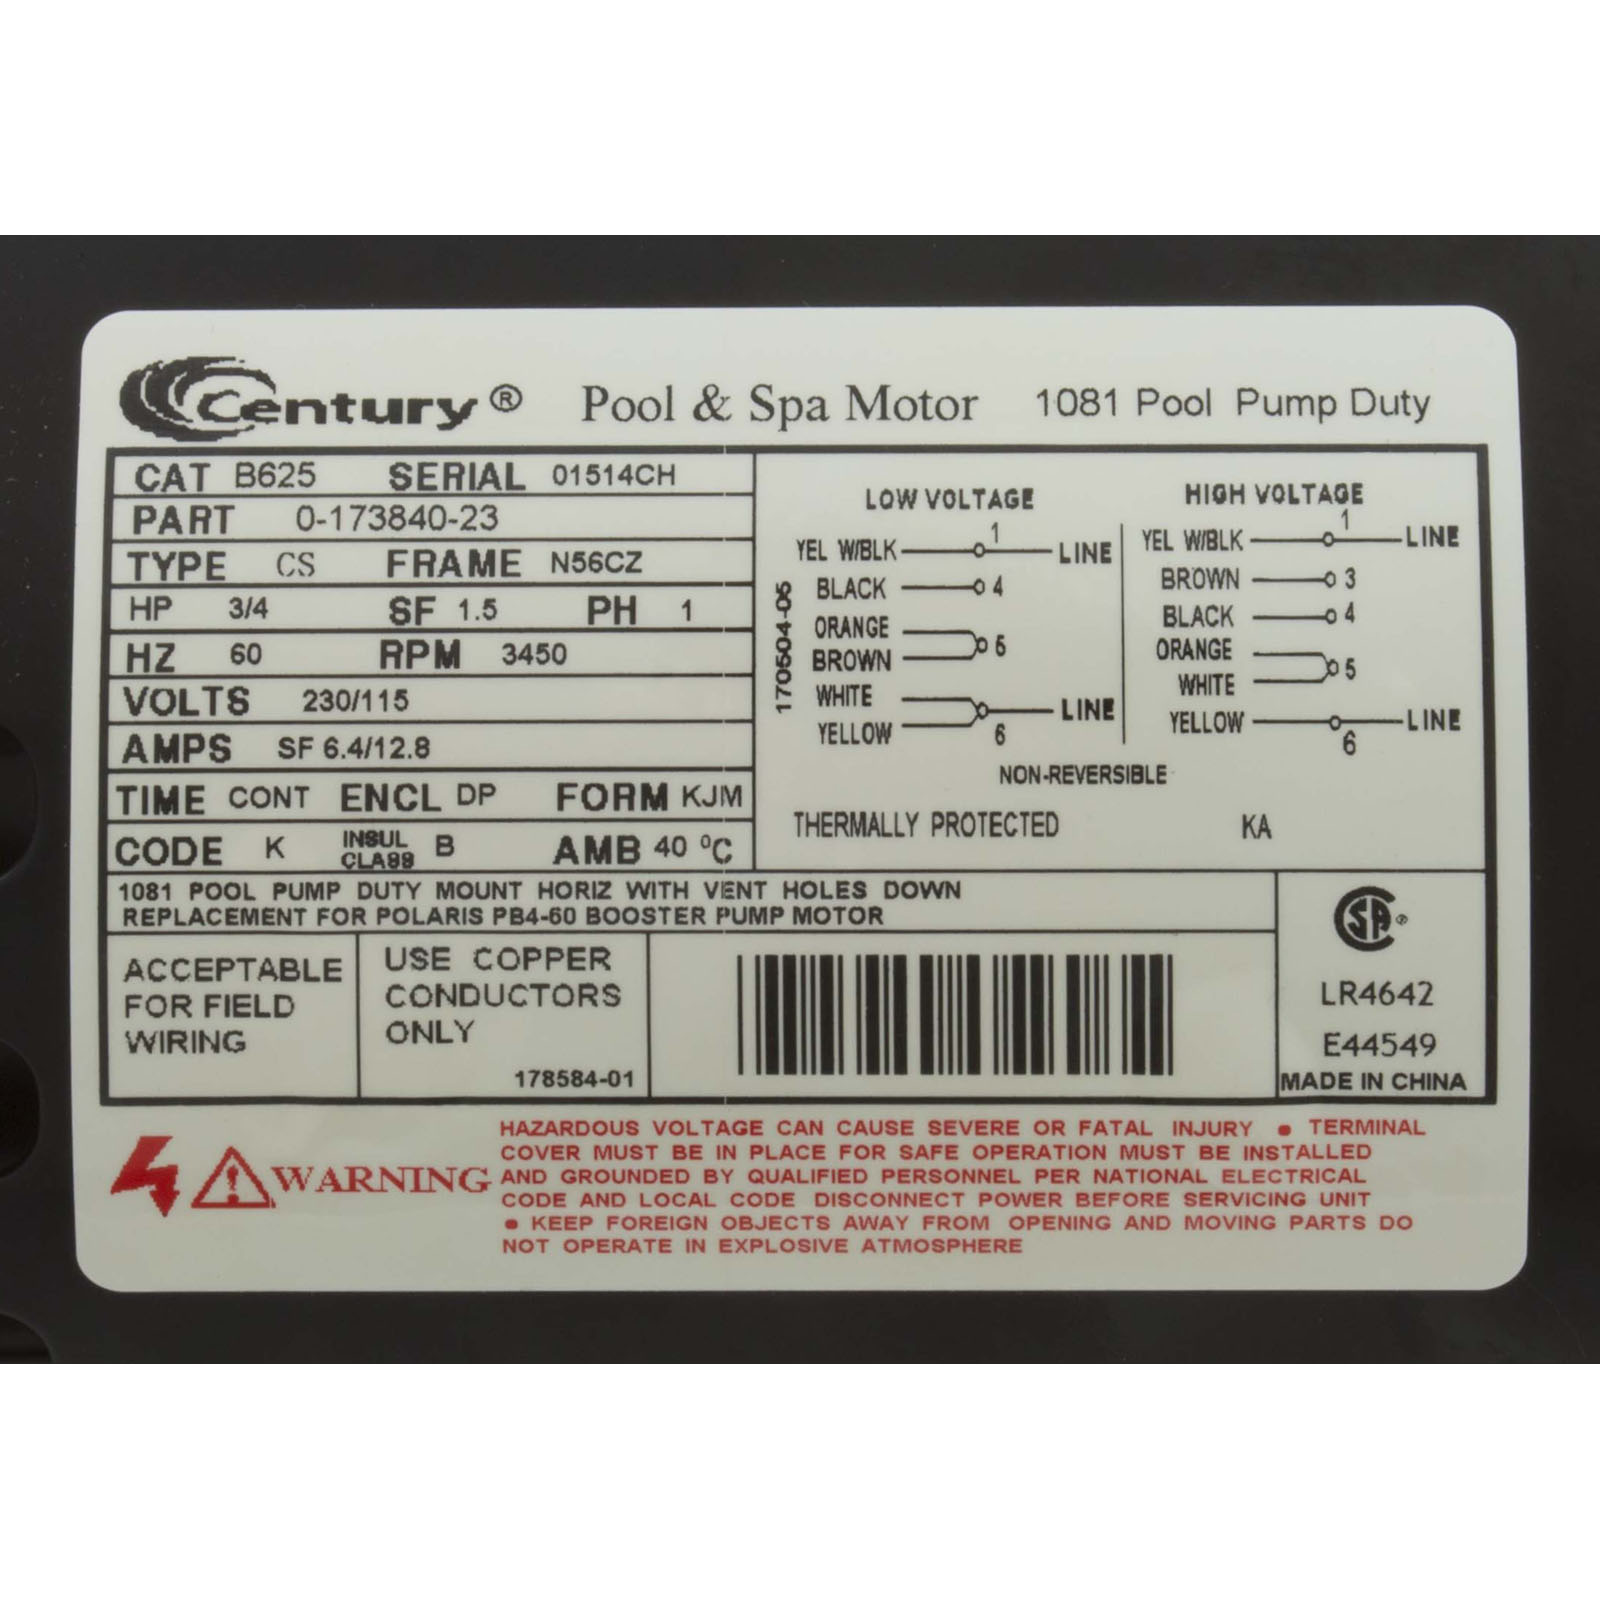 Century® Pool & Spa Motor 1081 Pool Pump Duty
CAT B625 SERIAL 01514CH
PART 0-173840-23
TYPE CS FRAME N56CZ
HP 3/4 SF 1.5 PH 1
HZ 60 RPM 3450
VOLTS 230/115
AMPS SF 6.4/12.8
TIME CONT ENCL DP FORM KJM
CODE K INSUL CLASS B AMB 40 °C
170504-05
LOW VOLTAGE
YEL W/BLK 1 LINE
BLACK 4
ORANGE
BROWN 5
WHITE
YELLOW 6 LINE
HIGH VOLTAGE
YEL W/BLK 1 LINE
BROWN 3
BLACK 4
ORANGE
WHITE 5
YELLOW 6 LINE
NON-REVERSIBLE
THERMALLY PROTECTED KA
1081 POOL PUMP DUTY MOUNT HORIZ WITH VENT HOLES DOWN
REPLACEMENT FOR POLARIS PB4-60 BOOSTER PUMP MOTOR
ACCEPTABLE
FOR FIELD
WIRING
USE COPPER
CONDUCTORS
ONLY
178584-01
SA®
LR4642
E44549
MADE IN CHINA
WARNING
HAZARDOUS VOLTAGE CAN CAUSE SEVERE OR FATAL INJURY • TERMINAL
COVER MUST BE IN PLACE FOR SAFE OPERATION MUST BE INSTALLED
AND GROUNDED BY QUALIFIED PERSONNEL PER NATIONAL ELECTRICAL
CODE AND LOCAL CODE DISCONNECT POWER BEFORE SERVICING UNIT
• KEEP FOREIGN OBJECTS AWAY FROM OPENING AND MOVING PARTS DO
NOT OPERATE IN EXPLOSIVE ATMOSPHERE